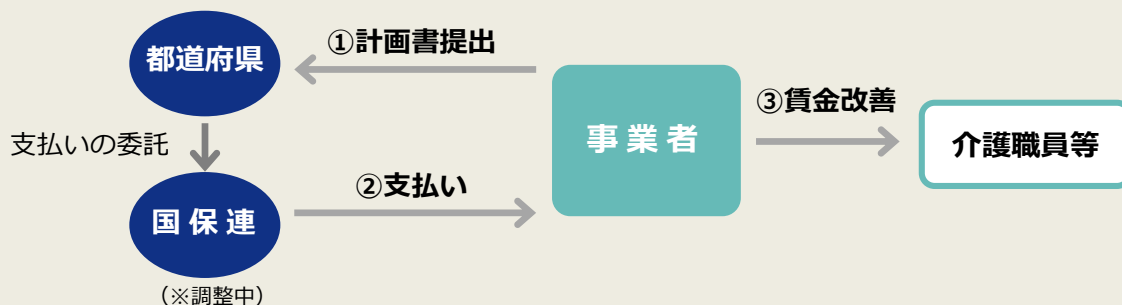 都道府県
①計画書提出
事業者
③賃金改善
介護職員等
支払いの委託
②支払い
国保連
（※調整中）